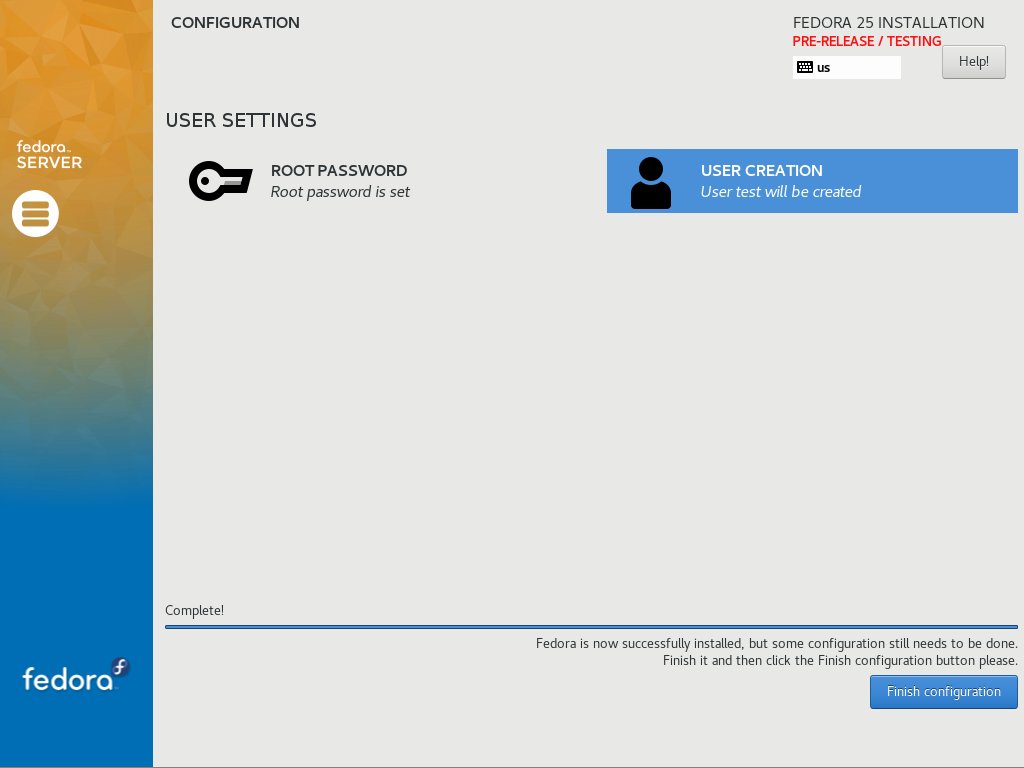 CONFIGURATION
FEDORA 25 INSTALLATION
PRE-RELEASE / TESTING
us
Help!
fedora™
SERVER
USER SETTINGS
ROOT PASSWORD
Root password is set
USER CREATION
User test will be created
Complete!
Fedora is now successfully installed, but some configuration still needs to be done.
Finish it and then click the Finish configuration button please.
Finish configuration
fedora